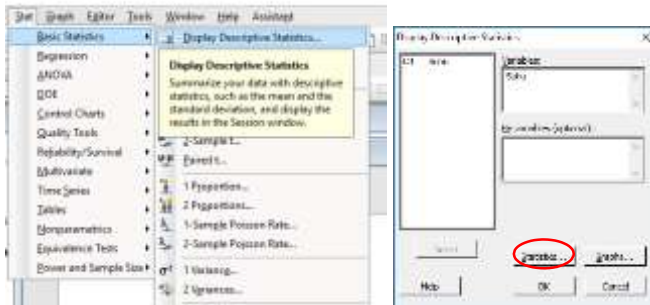 Stat Graph Editor Tools Window Help Assistant
Basic Statistics
Regression
ANOVA
DOE
Control Charts
Quality Tools
Reliability/Survival
Multivariate
Time Series
Tables
Nonparametrics
Equivalence Tests
Power and Sample Size
Display Descriptive Statistics...
Display Descriptive Statistics
Summarize your data with descriptive
statistics, such as the mean and the
standard deviation, and display the
results in the Session window.
2-Sample t...
Paired t...
1 Proportion...
2 Proportions...
1-Sample Poisson Rate...
2-Sample Poisson Rate...
σ² 1 Variance...
2 Variances...
Display Descriptive Statistics
X
C1
Variables:
By variables (optional):
Select
Statistics...
Graphs...
Help
OK
Cancel